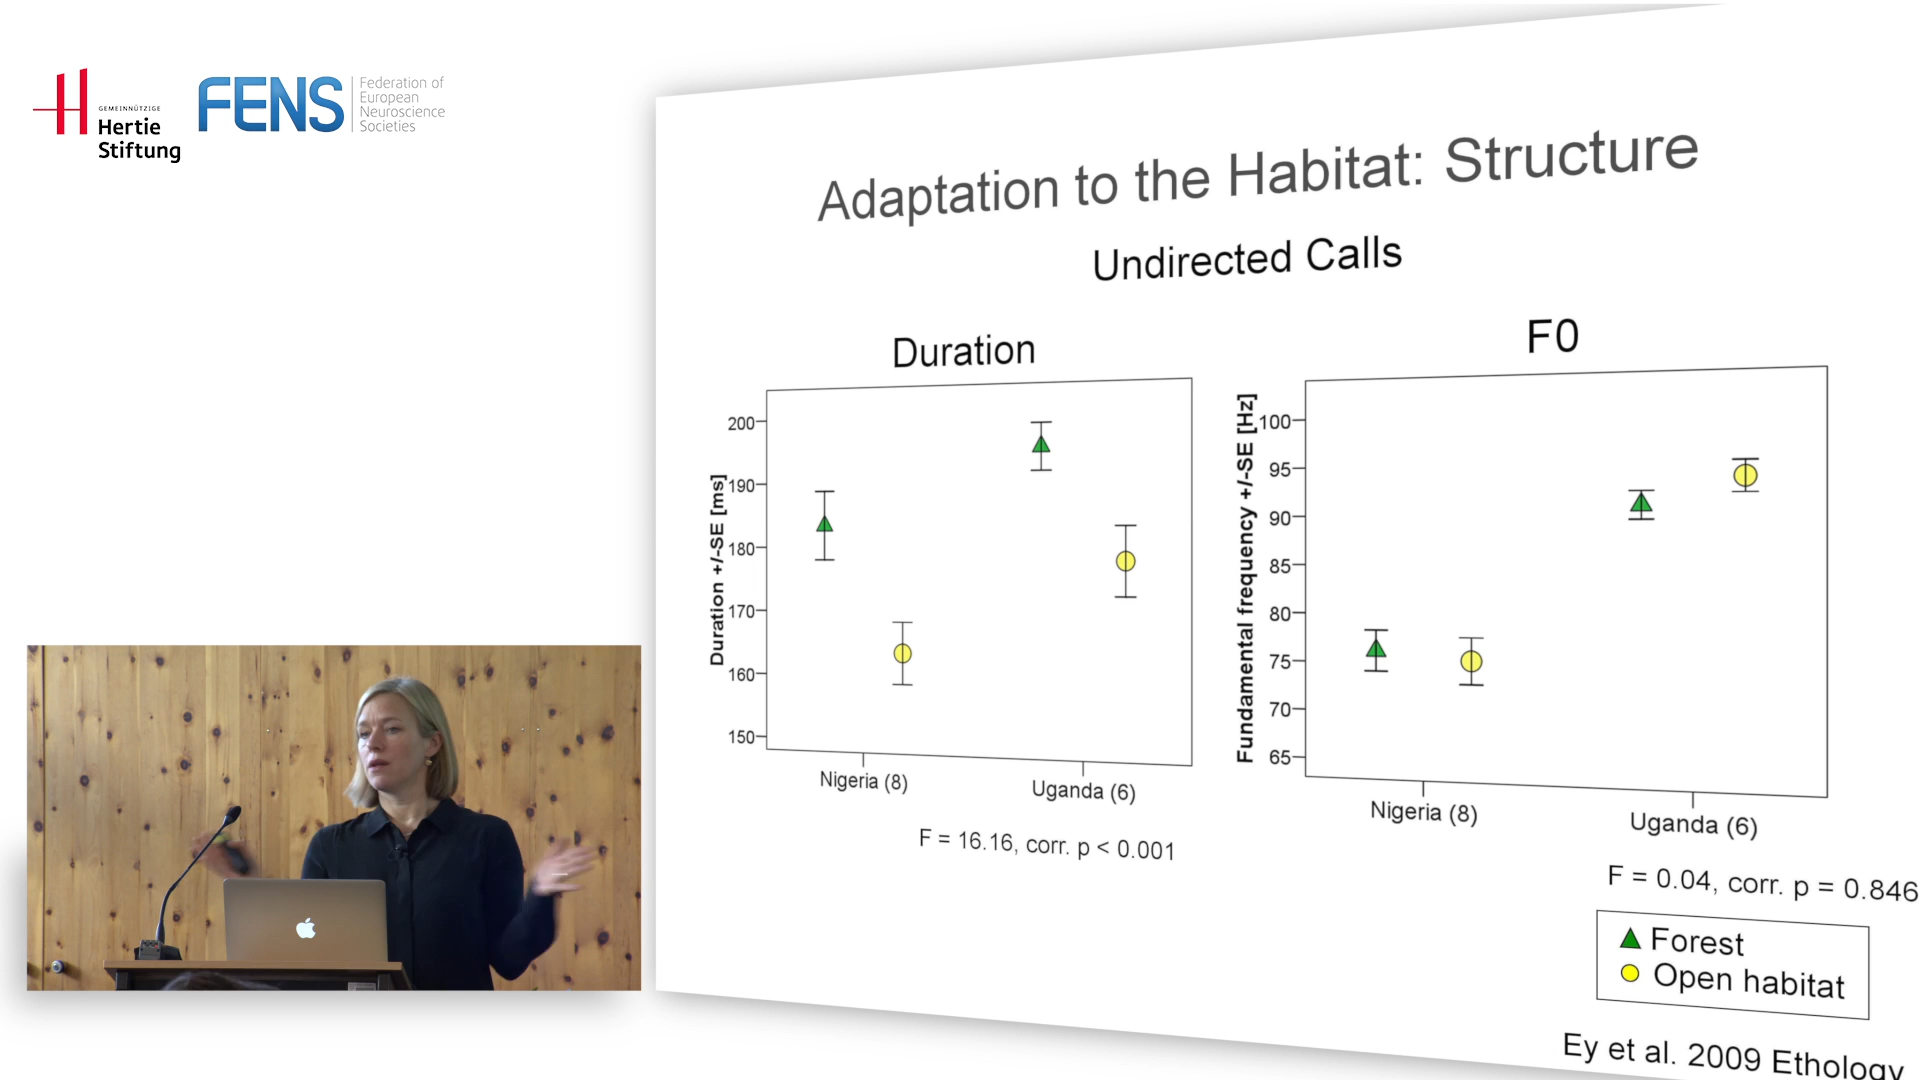 GEMEINNÜTZIGE
Hertie
Stiftung
FENS
Federation of
European
Neuroscience
Societies
Adaptation to the Habitat: Structure
Undirected Calls
Duration
Duration +/-SE [ms]
200
190
180
170
160
150
Nigeria (8)
Uganda (6)
F = 16.16, corr. p < 0.001
F0
Fundamental frequency +/-SE [Hz]
100
95
90
85
80
75
70
65
Nigeria (8)
Uganda (6)
F = 0.04, corr. p = 0.846
Forest
Open habitat
Ey et al. 2009 Ethology